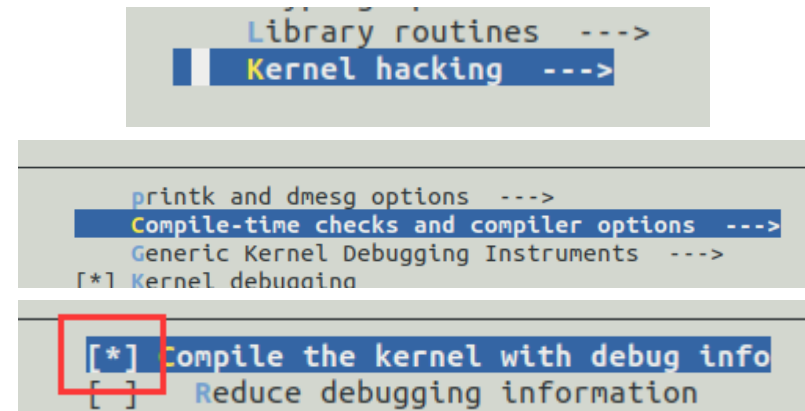 Library routines --->
Kernel hacking --->
printk and dmesg options --->
Compile-time checks and compiler options --->
Generic Kernel Debugging Instruments --->
[*] Kernel debugging
[*] Compile the kernel with debug info
[ ] Reduce debugging information